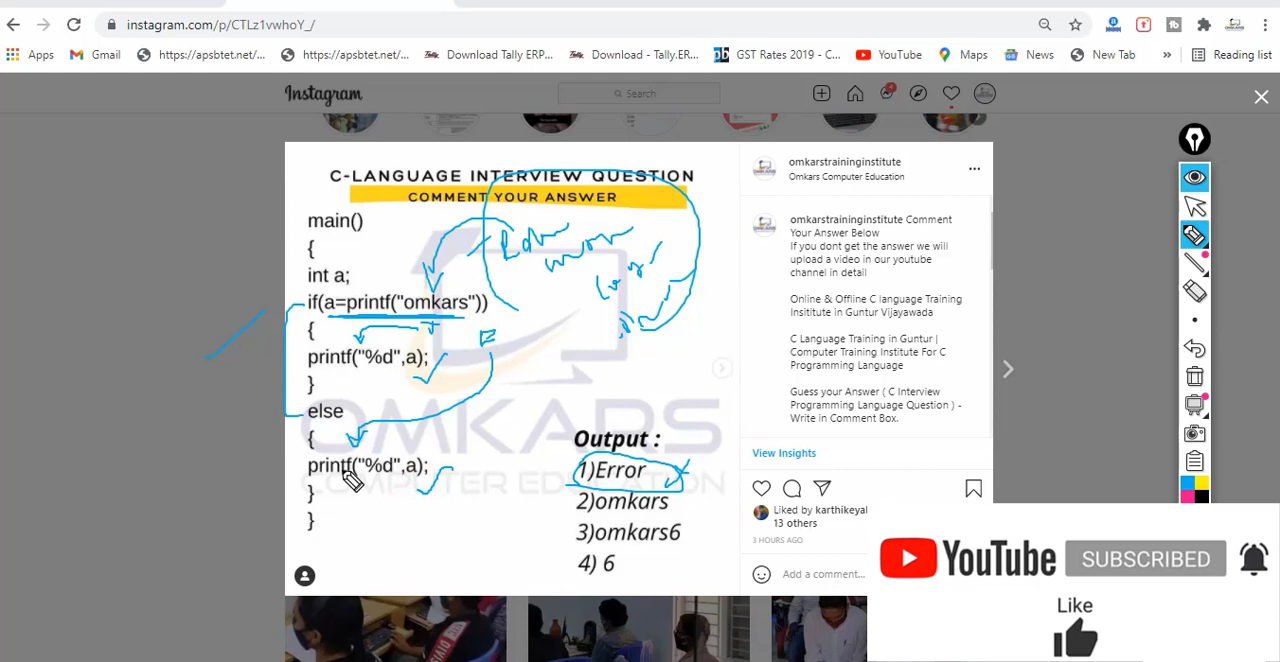 instagram.com/p/CTLz1vwhoY_/
Apps
Gmail
https://apsbtet.net/...
https://apsbtet.net/...
Download Tally ERP...
Download - Tally.ER...
GST Rates 2019 - C...
YouTube
Maps
News
New Tab
»
Reading list
Instagram
Search
C-LANGUAGE INTERVIEW QUESTION
COMMENT YOUR ANSWER
main()
{
int a;
if(a=printf("omkars"))
{
printf("%d",a);
}
else
{
printf("%d",a);
}
}
OMKARS
COMPUTER EDUCATION
Output :
1)Error
2)omkars
3)omkars6
4) 6
omkarstraininginstitute
Omkars Computer Education
omkarstraininginstitute Comment
Your Answer Below
If you dont get the answer we will
upload a video in our youtube
channel in detail
Online & Offline C language Training
Insititute in Guntur Vijayawada
C Language Training in Guntur |
Computer Training Institute For C
Programming Language
Guess your Answer ( C Interview
Programming Language Question ) -
Write in Comment Box.
View Insights
Liked by karthikeyal
13 others
3 HOURS AGO
Add a comment...
YouTube
SUBSCRIBED
Like